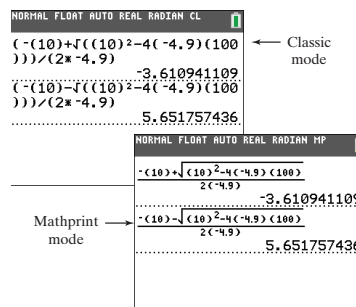 NORMAL FLOAT AUTO REAL RADIAN CL
(-(10)+√((10)²-4(-4.9)(100
)))/(2*-4.9)
-3.610941109
(-(10)-√((10)²-4(-4.9)(100
)))/(2*-4.9)
5.651757436
Classic
mode
NORMAL FLOAT AUTO REAL RADIAN MP
-(10)+√(10)²-4(-4.9)(100)
2(-4.9)
-3.610941109
-(10)-√(10)²-4(-4.9)(100)
2(-4.9)
5.651757436
Mathprint
mode